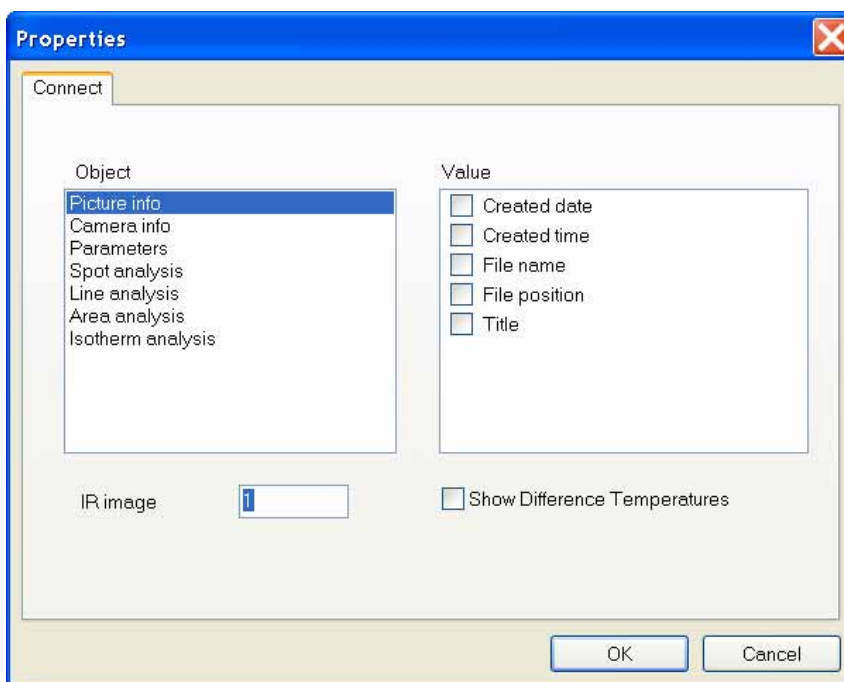 Properties
Connect
Object
Picture info
Camera info
Parameters
Spot analysis
Line analysis
Area analysis
Isotherm analysis
Value
Created date
Created time
File name
File position
Title
IR image
1
Show Difference Temperatures
OK
Cancel